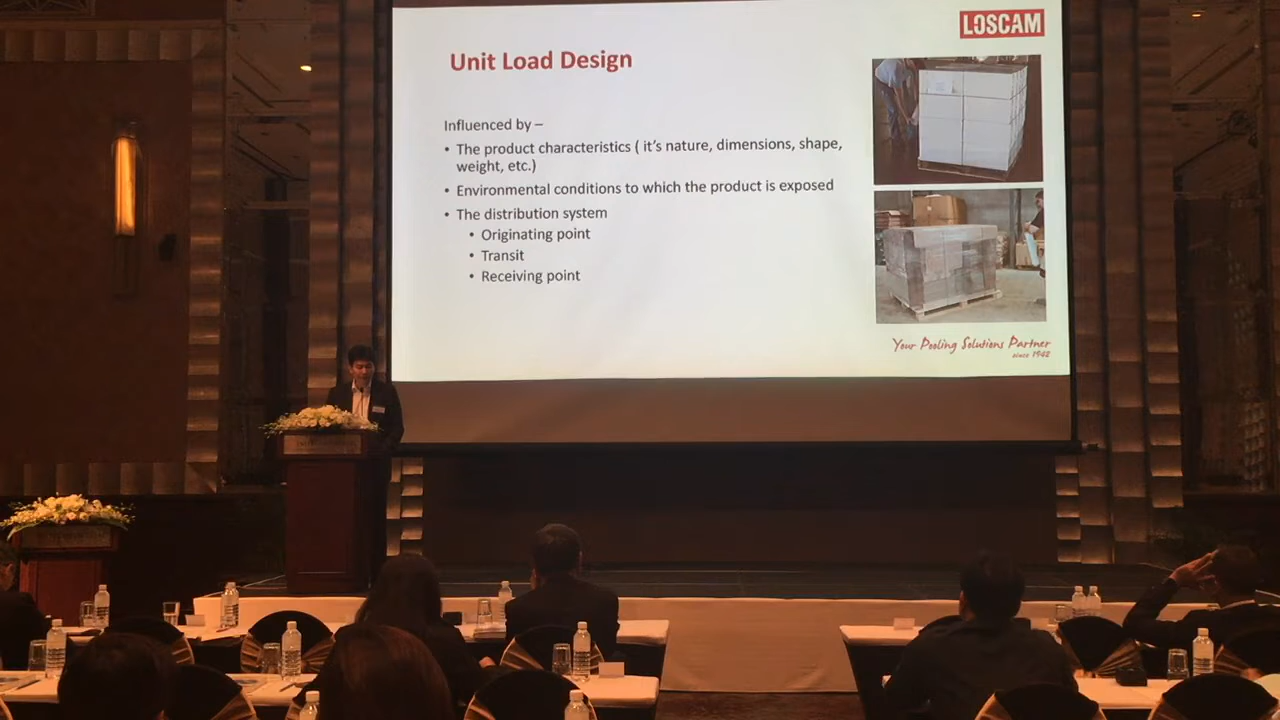 LOSCAM
Unit Load Design
Influenced by –
• The product characteristics ( it's nature, dimensions, shape,
weight, etc.)
• Environmental conditions to which the product is exposed
• The distribution system
• Originating point
• Transit
• Receiving point
Your Pooling Solutions Partner
since 1942